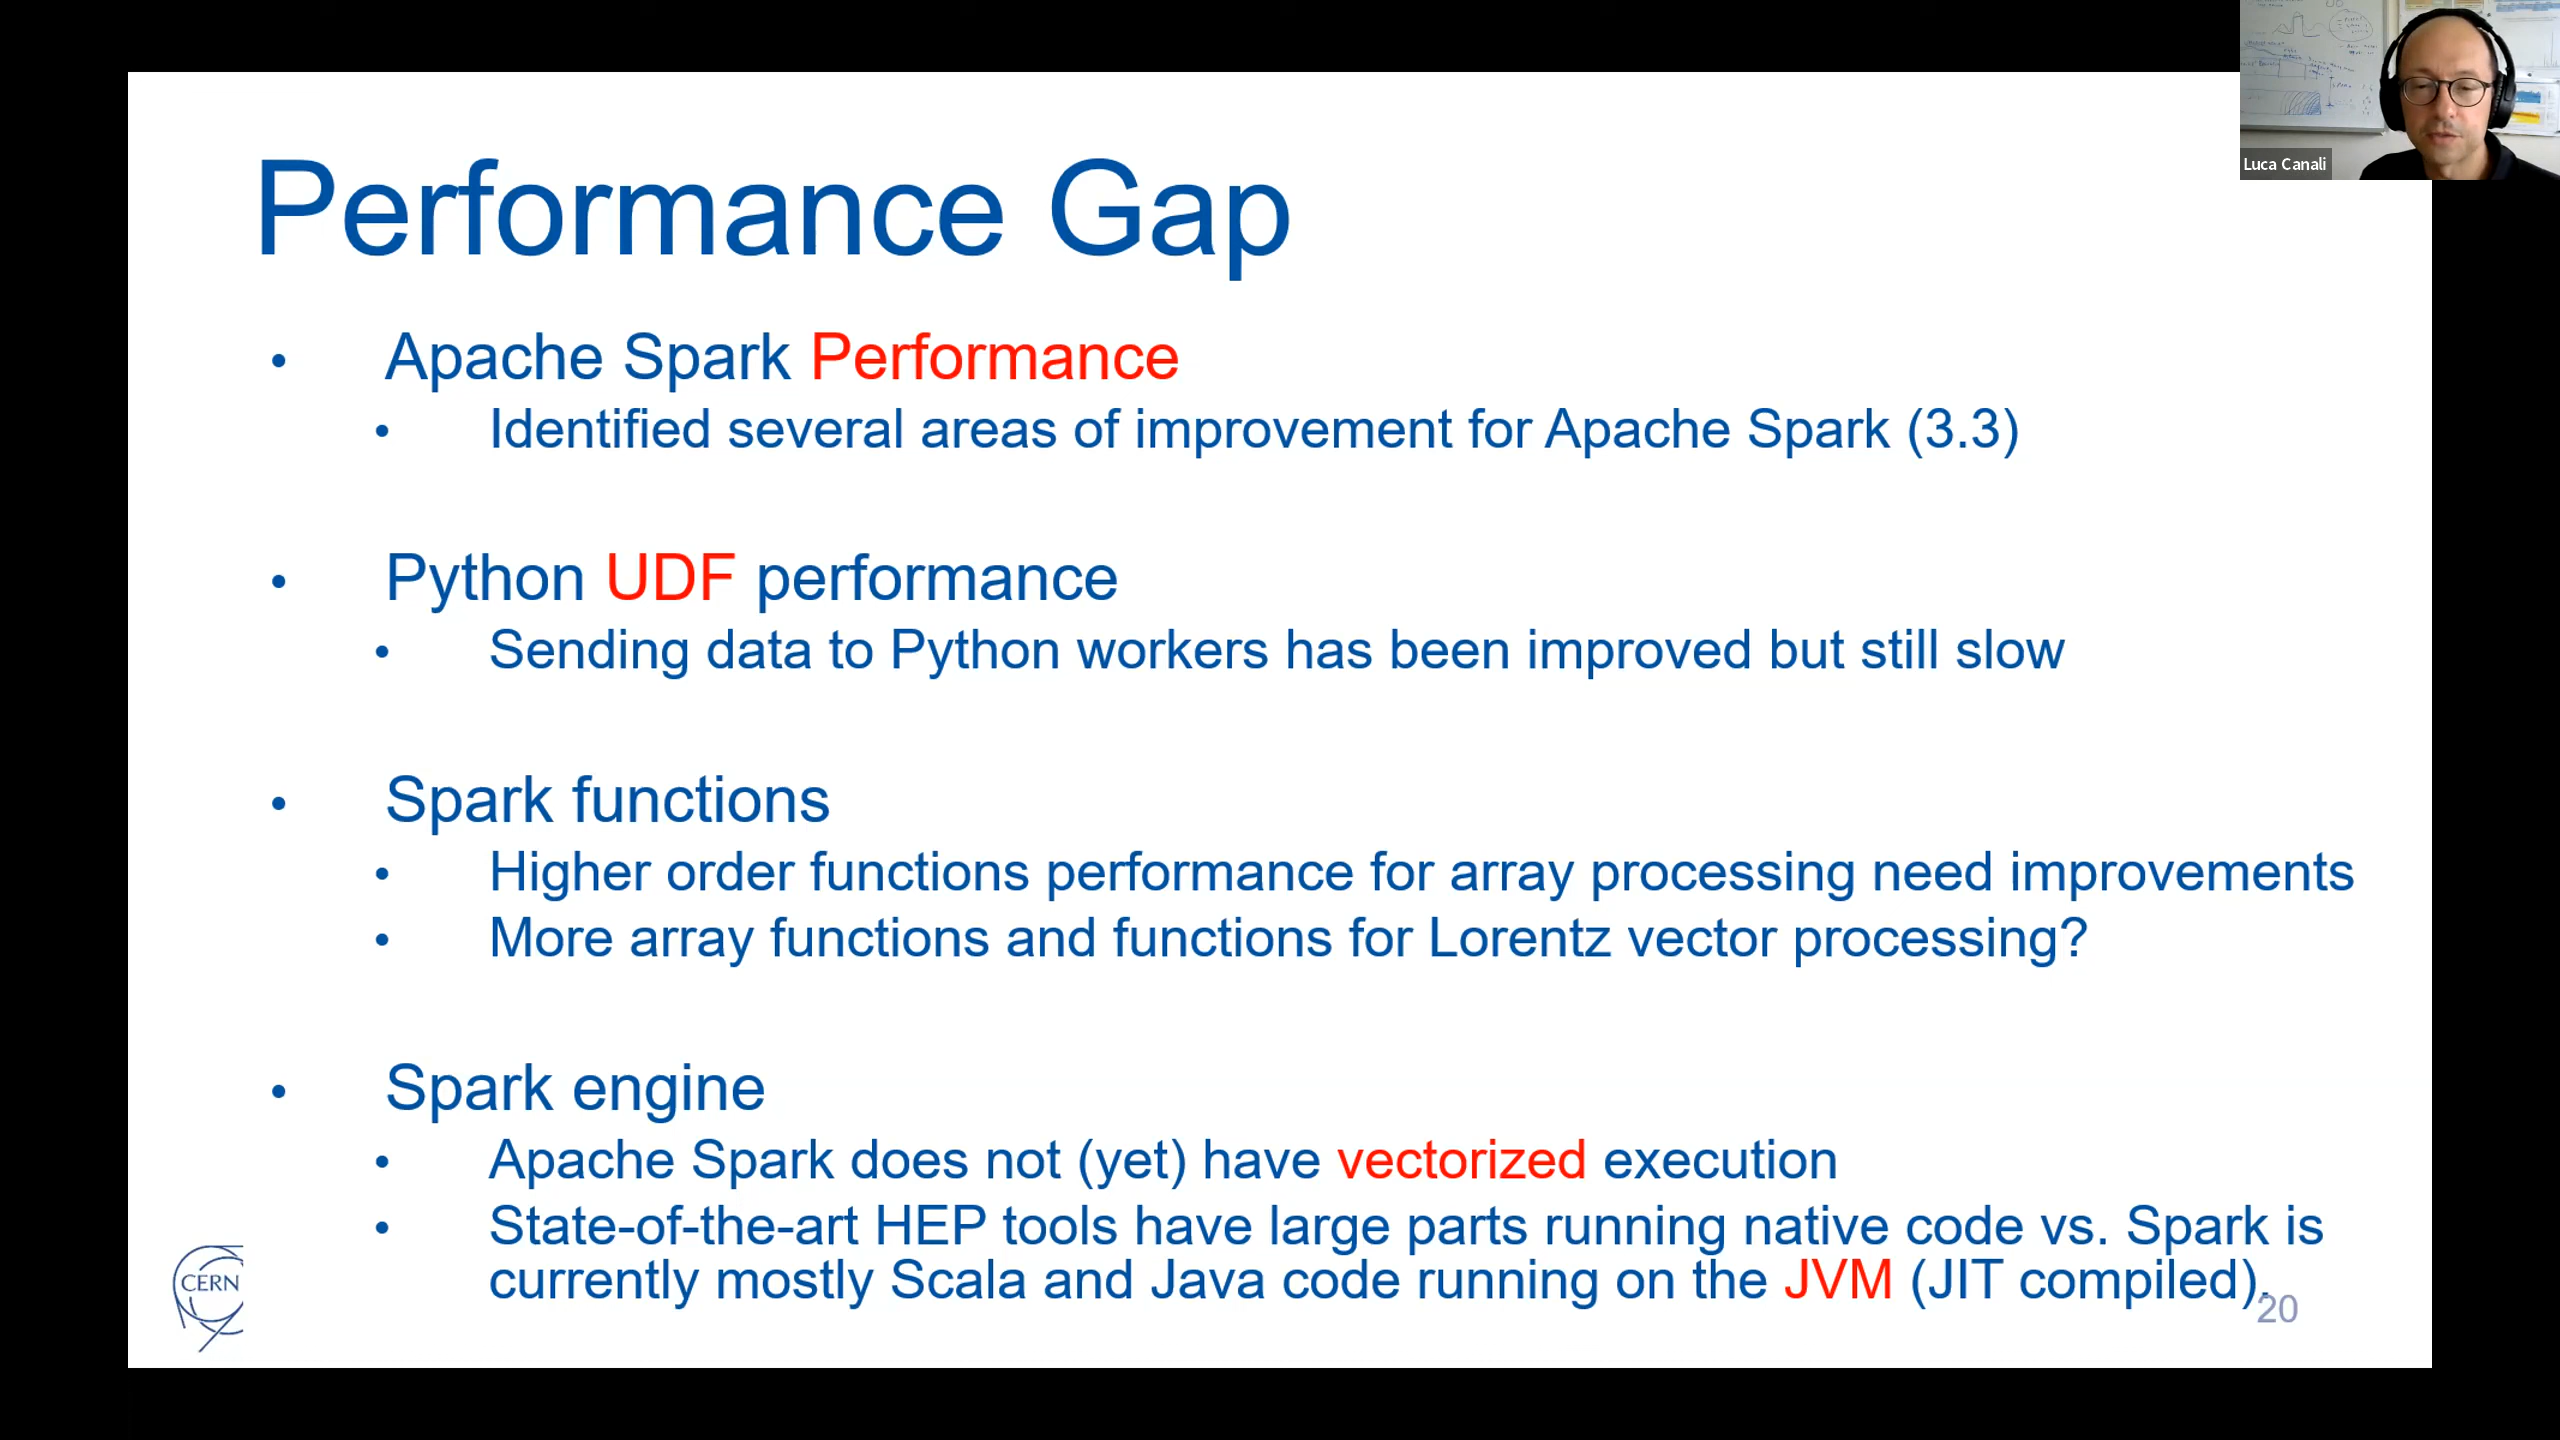 Luca Canali
Performance Gap
• Apache Spark Performance
• Identified several areas of improvement for Apache Spark (3.3)
• Python UDF performance
• Sending data to Python workers has been improved but still slow
• Spark functions
• Higher order functions performance for array processing need improvements
• More array functions and functions for Lorentz vector processing?
• Spark engine
• Apache Spark does not (yet) have vectorized execution
• State-of-the-art HEP tools have large parts running native code vs. Spark is
currently mostly Scala and Java code running on the JVM (JIT compiled).
CERN
20